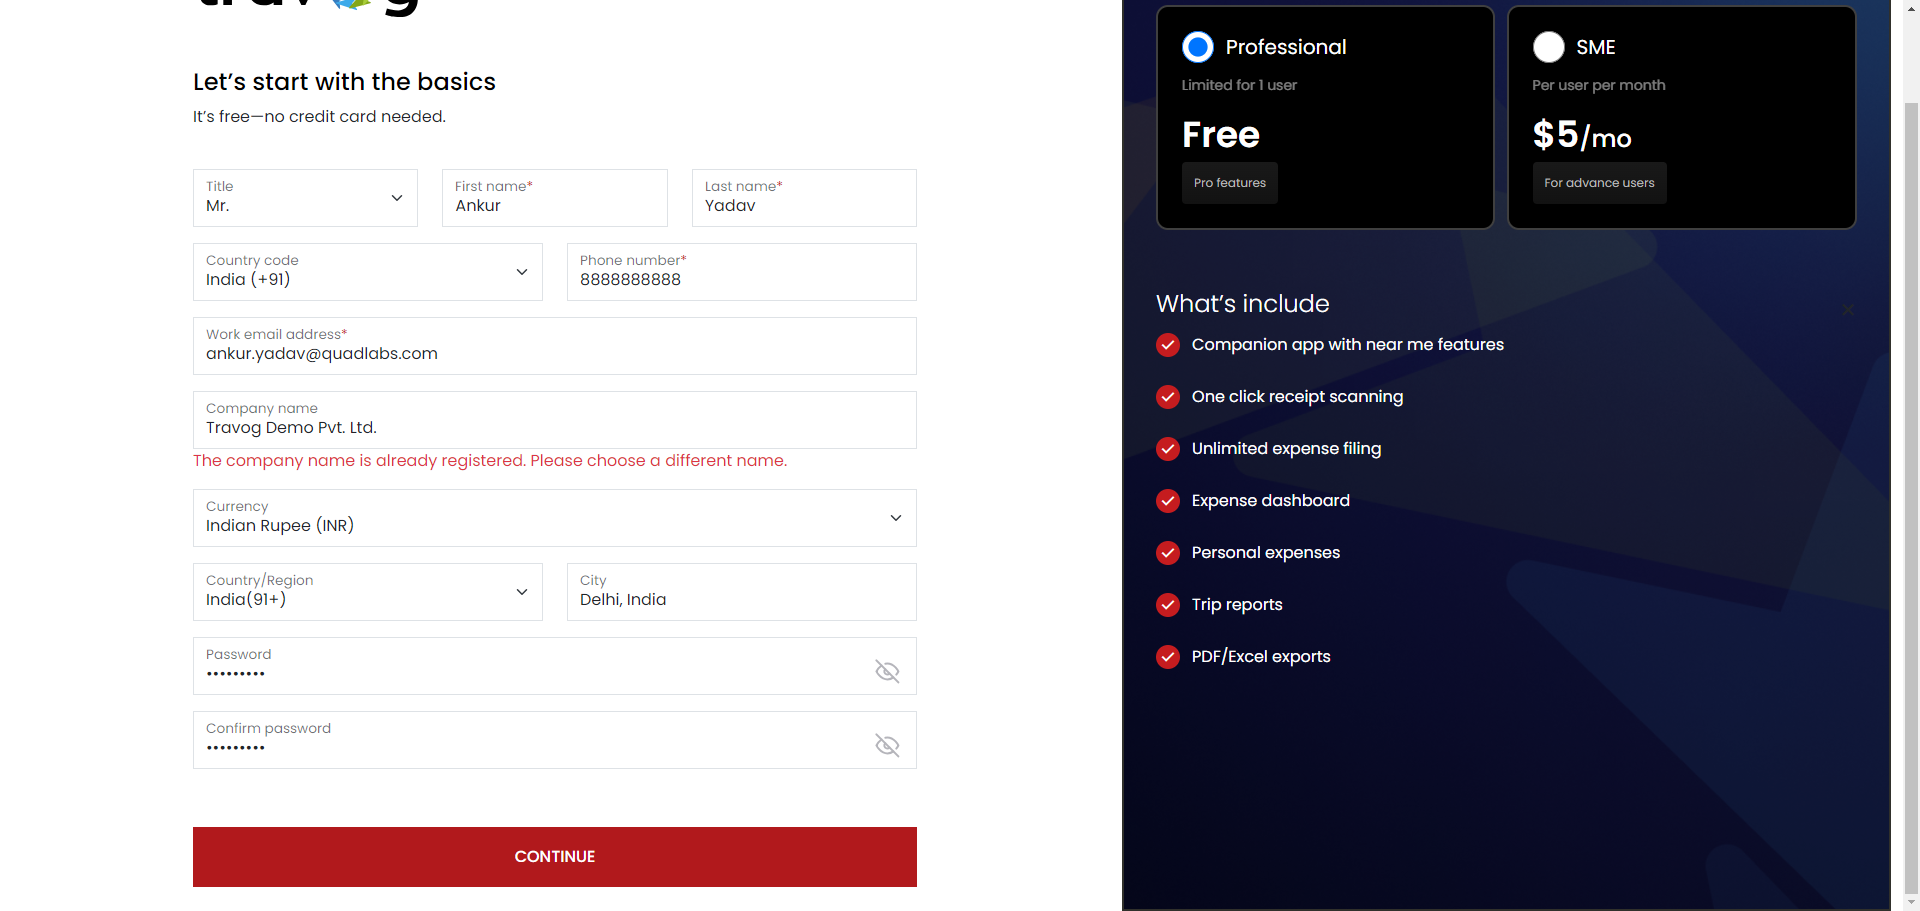 travog
Let's start with the basics
It's free—no credit card needed.
Title
Mr.
First name*
Ankur
Last name*
Yadav
Country code
India (+91)
Phone number*
8888888888
Work email address*
ankur.yadav@quadlabs.com
Company name
Travog Demo Pvt. Ltd.
The company name is already registered. Please choose a different name.
Currency
Indian Rupee (INR)
Country/Region
India(91+)
City
Delhi, India
Password
•••••••••
Confirm password
•••••••••
CONTINUE
Professional
Limited for 1 user
Free
Pro features
SME
Per user per month
$5/mo
For advance users
What's include
Companion app with near me features
One click receipt scanning
Unlimited expense filing
Expense dashboard
Personal expenses
Trip reports
PDF/Excel exports